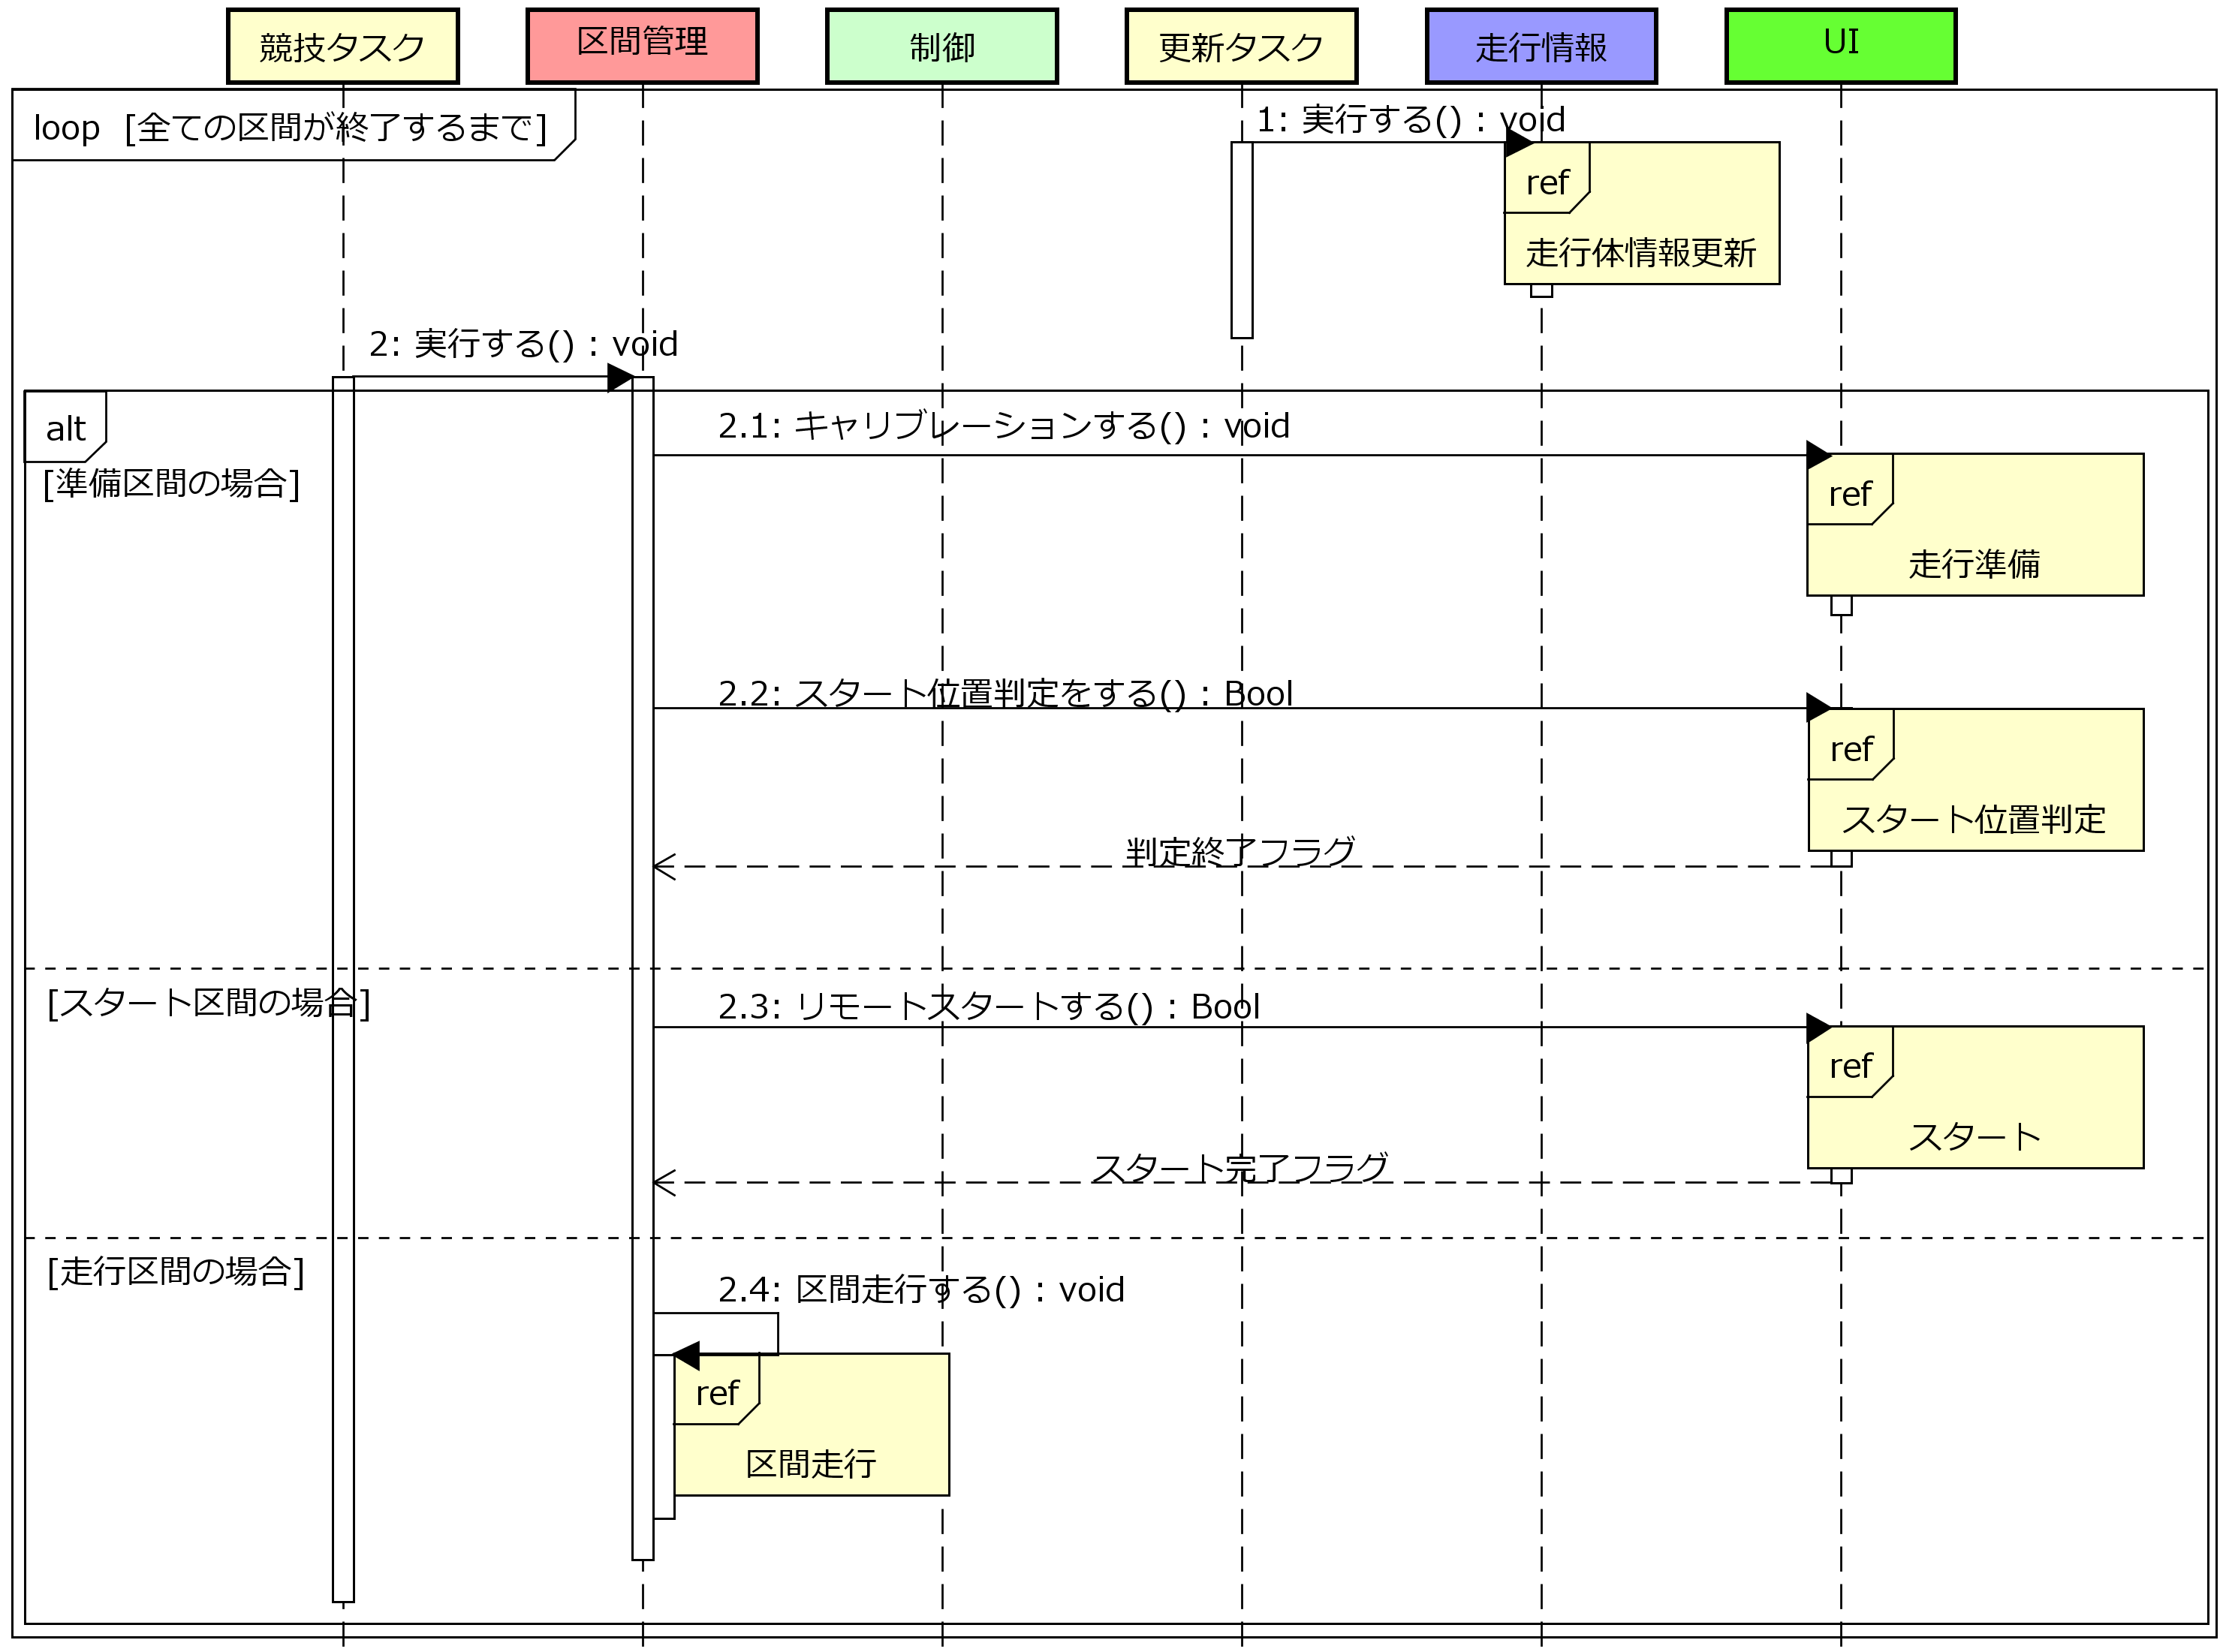 競技タスク
区間管理
制御
更新タスク
走行情報
UI
loop [全ての区間が終了するまで]
1: 実行する() : void
ref
走行体情報更新
2: 実行する() : void
alt
[準備区間の場合]
2.1: キャリブレーションする() : void
ref
走行準備
2.2: スタート位置判定をする() : Bool
ref
スタート位置判定
判定終了フラグ
[スタート区間の場合]
2.3: リモートスタートする() : Bool
ref
スタート
スタート完了フラグ
[走行区間の場合]
2.4: 区間走行する() : void
ref
区間走行